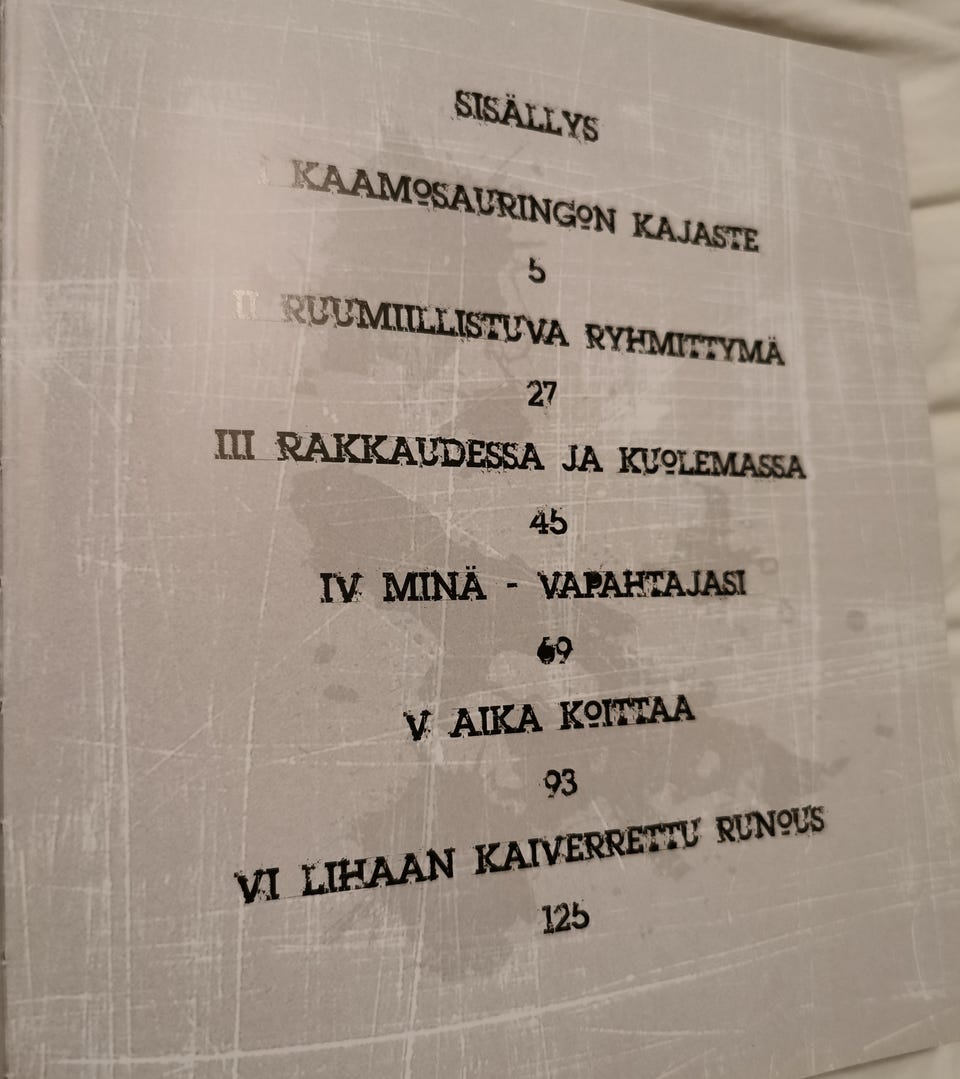 SISÄLLYS
I KAAMOSAURINGON KAJASTE
5
II RUUMIILLISTUVA RYHMITTYMÄ
27
III RAKKAUDESSA JA KUOLEMASSA
45
IV MINÄ - VAPAHTAJASI
69
V AIKA KOITTAA
93
VI LIHAAN KAIVERRETTU RUNOUS
125